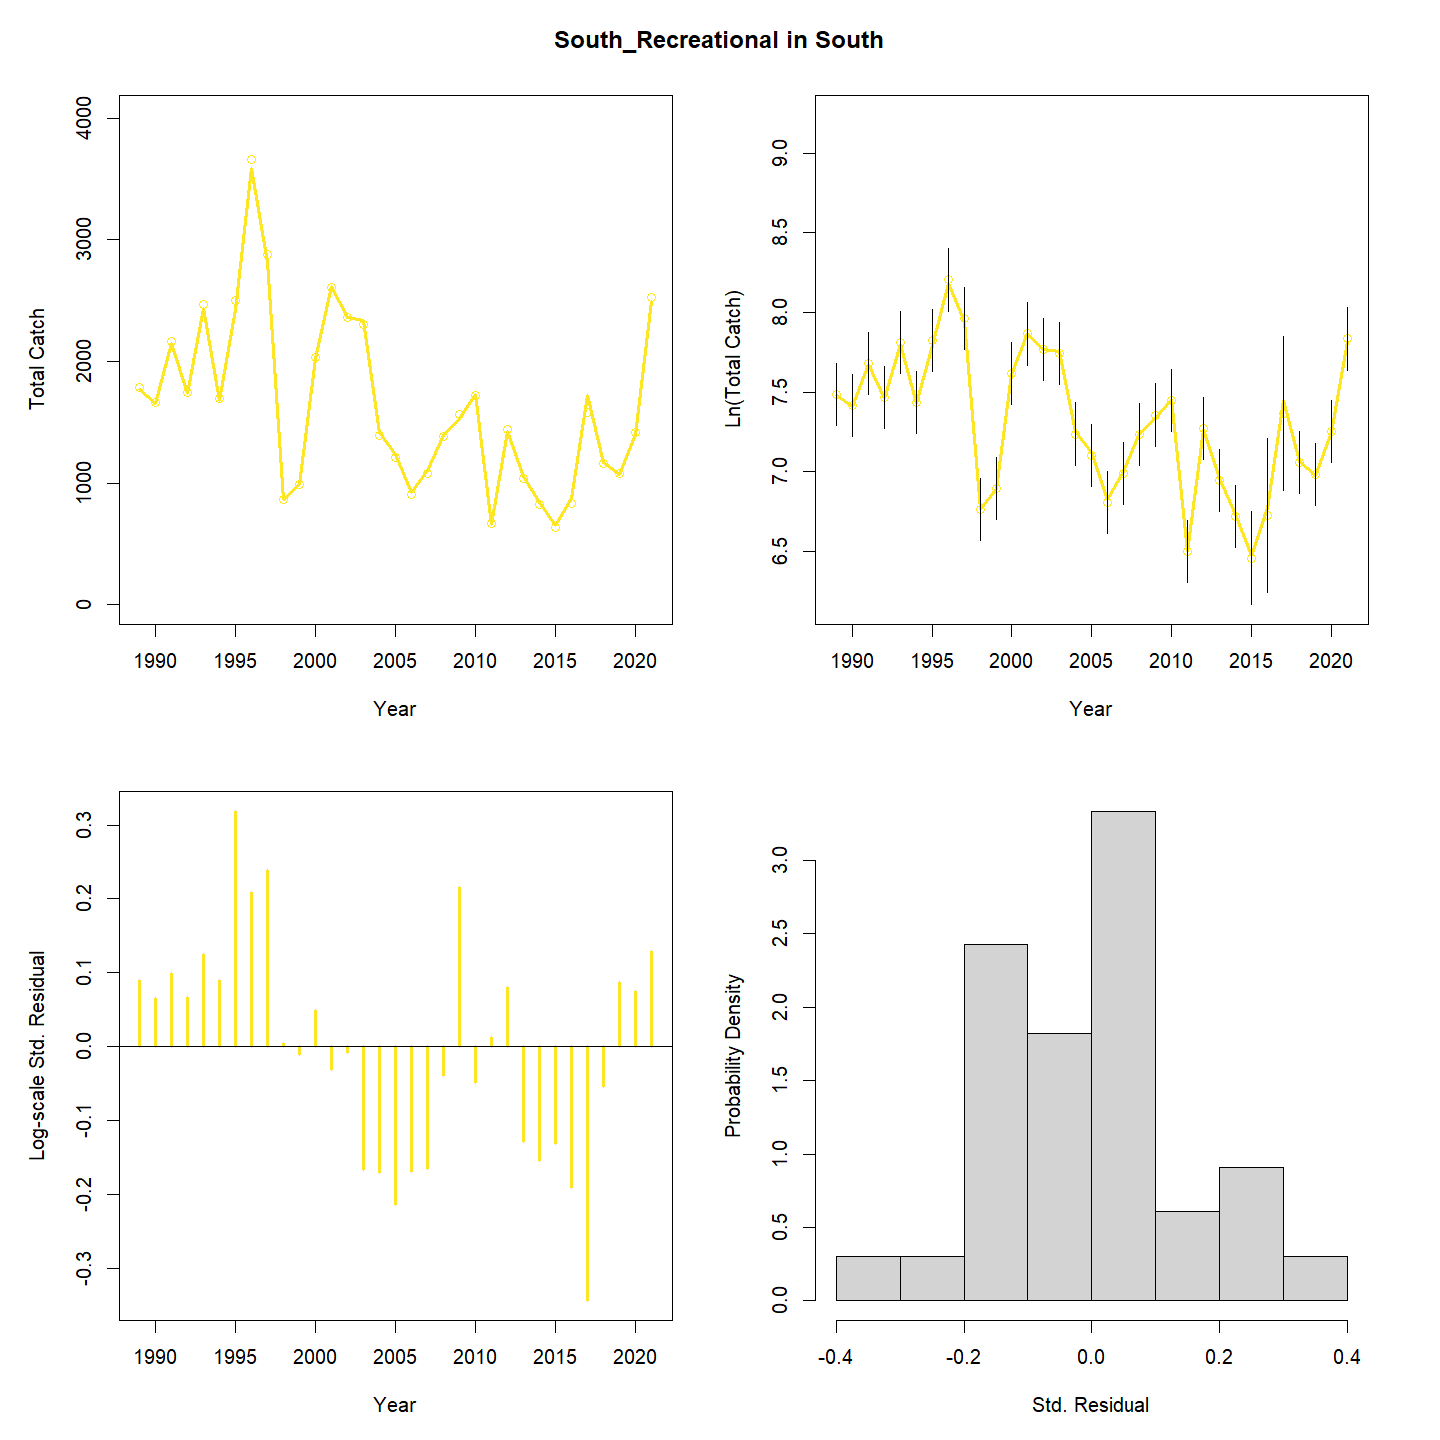 South_Recreational in South
Total Catch
4000
3000
2000
1000
0
1990 1995 2000 2005 2010 2015 2020
Year
Ln(Total Catch)
9.0
8.5
8.0
7.5
7.0
6.5
1990 1995 2000 2005 2010 2015 2020
Year
Log-scale Std. Residual
0.3
0.2
0.1
0.0
-0.1
-0.2
-0.3
1990 1995 2000 2005 2010 2015 2020
Year
Probability Density
3.0
2.5
2.0
1.5
1.0
0.5
0.0
-0.4 -0.2 0.0 0.2 0.4
Std. Residual